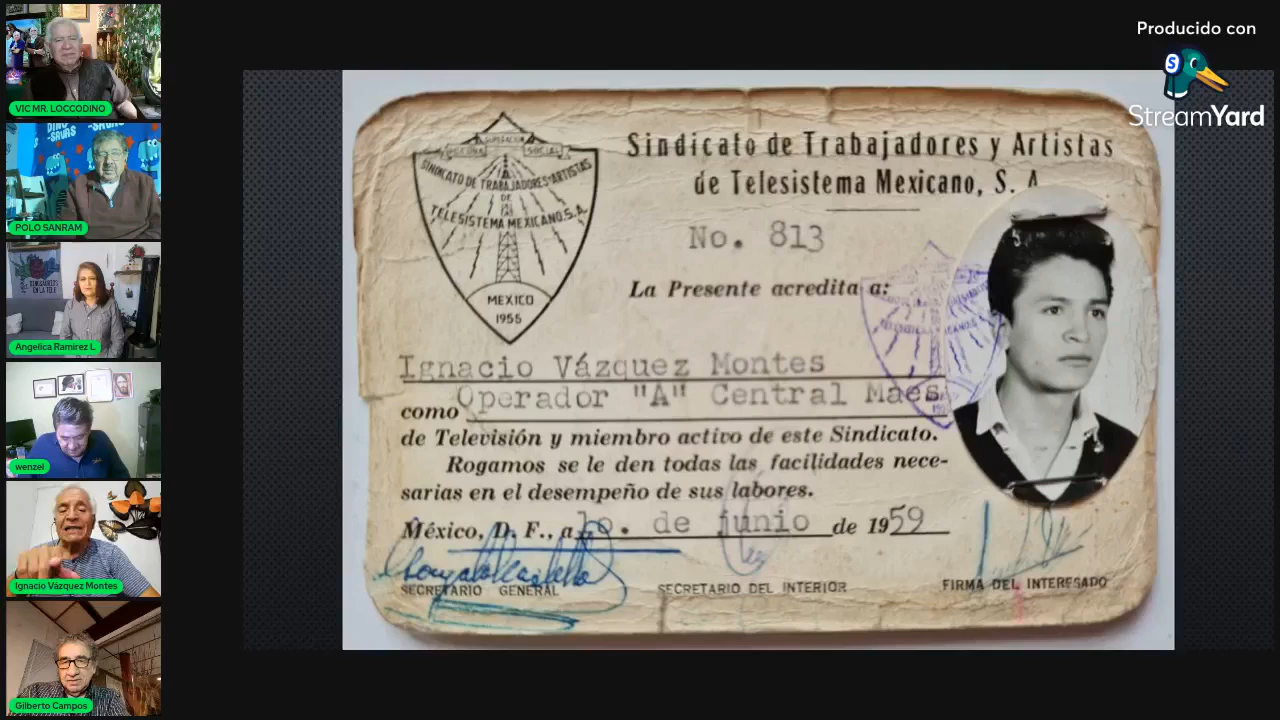 Producido con
StreamYard
VIC MR. LOCCODINO
POLO SANRAM
Angelica Ramirez L
wenzel
Ignacio Vázquez Montes
Gilberto Campos
SUPERACION
SOCIAL
SINDICATO DE TRABAJADORES Y ARTISTAS
DE
TELESISTEMA MEXICANO, S.A.
MEXICO
1955
Sindicato de Trabajadores y Artistas
de Telesistema Mexicano, S. A
No. 813
La Presente acredita a:
Ignacio Vázquez Montes
como Operador "A" Central Maes
de Televisión y miembro activo de este Sindicato.
Rogamos se le den todas las facilidades nece-
sarias en el desempeño de sus labores.
México, D. F., a 1o. de junio de 1959
SECRETARIO GENERAL
SECRETARIO DEL INTERIOR
FIRMA DEL INTERESADO